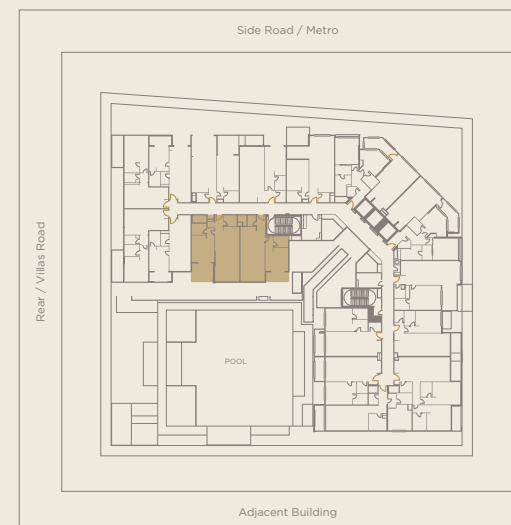 Side Road / Metro
Rear / Villas Road
POOL
Adjacent Building